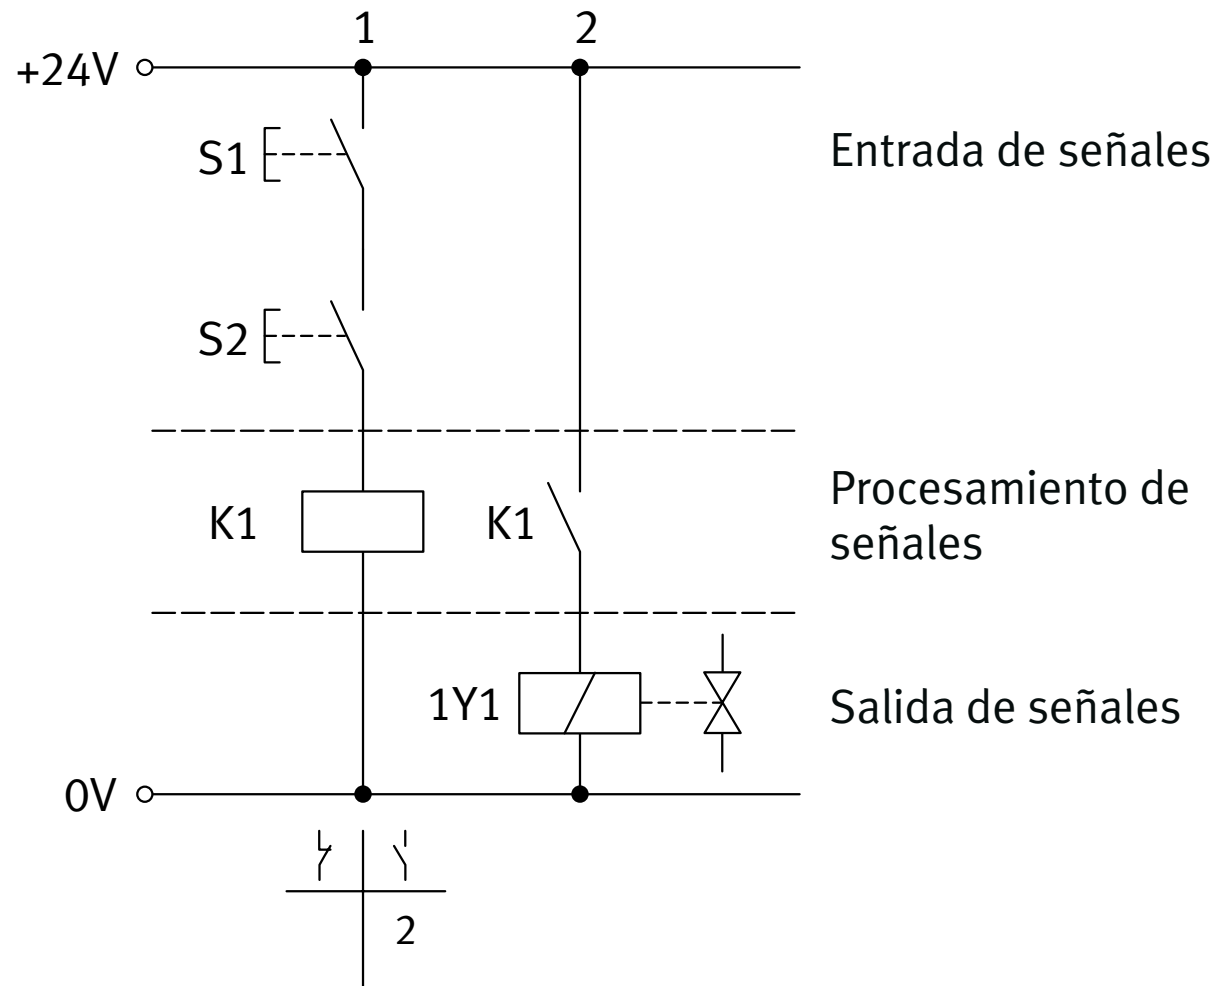 1
2
+24V
S1
Entrada de señales
S2
K1
K1
Procesamiento de
señales
1Y1
Salida de señales
0V
2